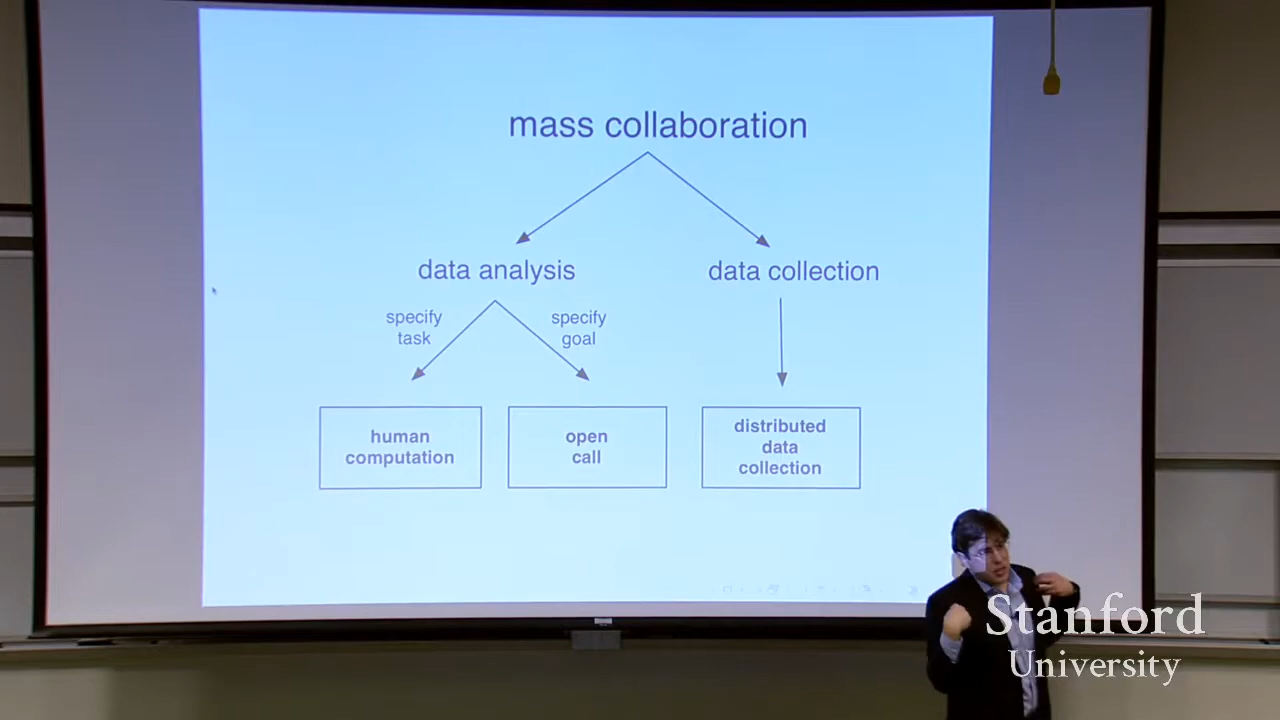 mass collaboration
data analysis
data collection
specify
task
specify
goal
human
computation
open
call
distributed
data
collection
Stanford
University